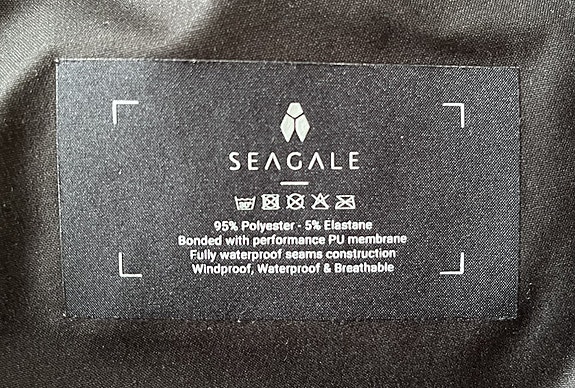 SEAGALE
95% Polyester - 5% Elastane
Bonded with performance PU membrane
Fully waterproof seams construction
Windproof, Waterproof & Breathable